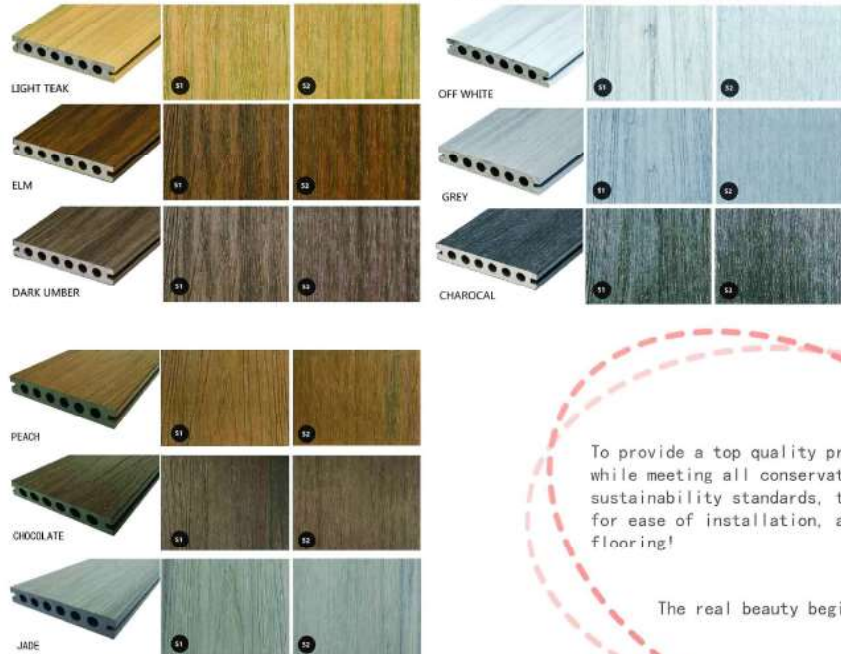 LIGHT TEAK
S1
S2
ELM
S1
S2
DARK UMBER
S1
S2
OFF WHITE
S1
S2
GREY
S1
S2
CHAROCAL
S1
S2
PEACH
S1
S2
CHOCOLATE
S1
S2
JADE
S1
S2
To provide a top quality pr
while meeting all conservat
sustainability standards, t
for ease of installation, a
flooring!
The real beauty begi